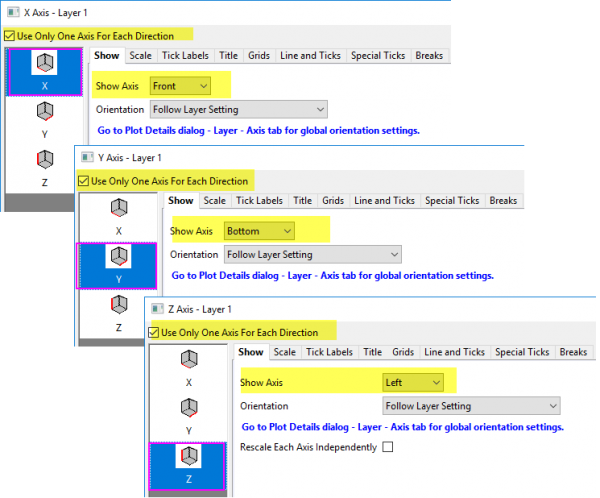 X Axis - Layer 1
Use Only One Axis For Each Direction
Show Scale Tick Labels Title Grids Line and Ticks Special Ticks Breaks
X
Y
Z
Show Axis Front
Orientation Follow Layer Setting
Go to Plot Details dialog - Layer - Axis tab for global orientation settings.
Y Axis - Layer 1
Use Only One Axis For Each Direction
Show Scale Tick Labels Title Grids Line and Ticks Special Ticks Breaks
X
Y
Z
Show Axis Bottom
Orientation Follow Layer Setting
Go to Plot Details dialog - Layer - Axis tab for global orientation settings.
Z Axis - Layer 1
Use Only One Axis For Each Direction
Show Scale Tick Labels Title Grids Line and Ticks Special Ticks Breaks
X
Y
Z
Show Axis Left
Orientation Follow Layer Setting
Go to Plot Details dialog - Layer - Axis tab for global orientation settings.
Rescale Each Axis Independently